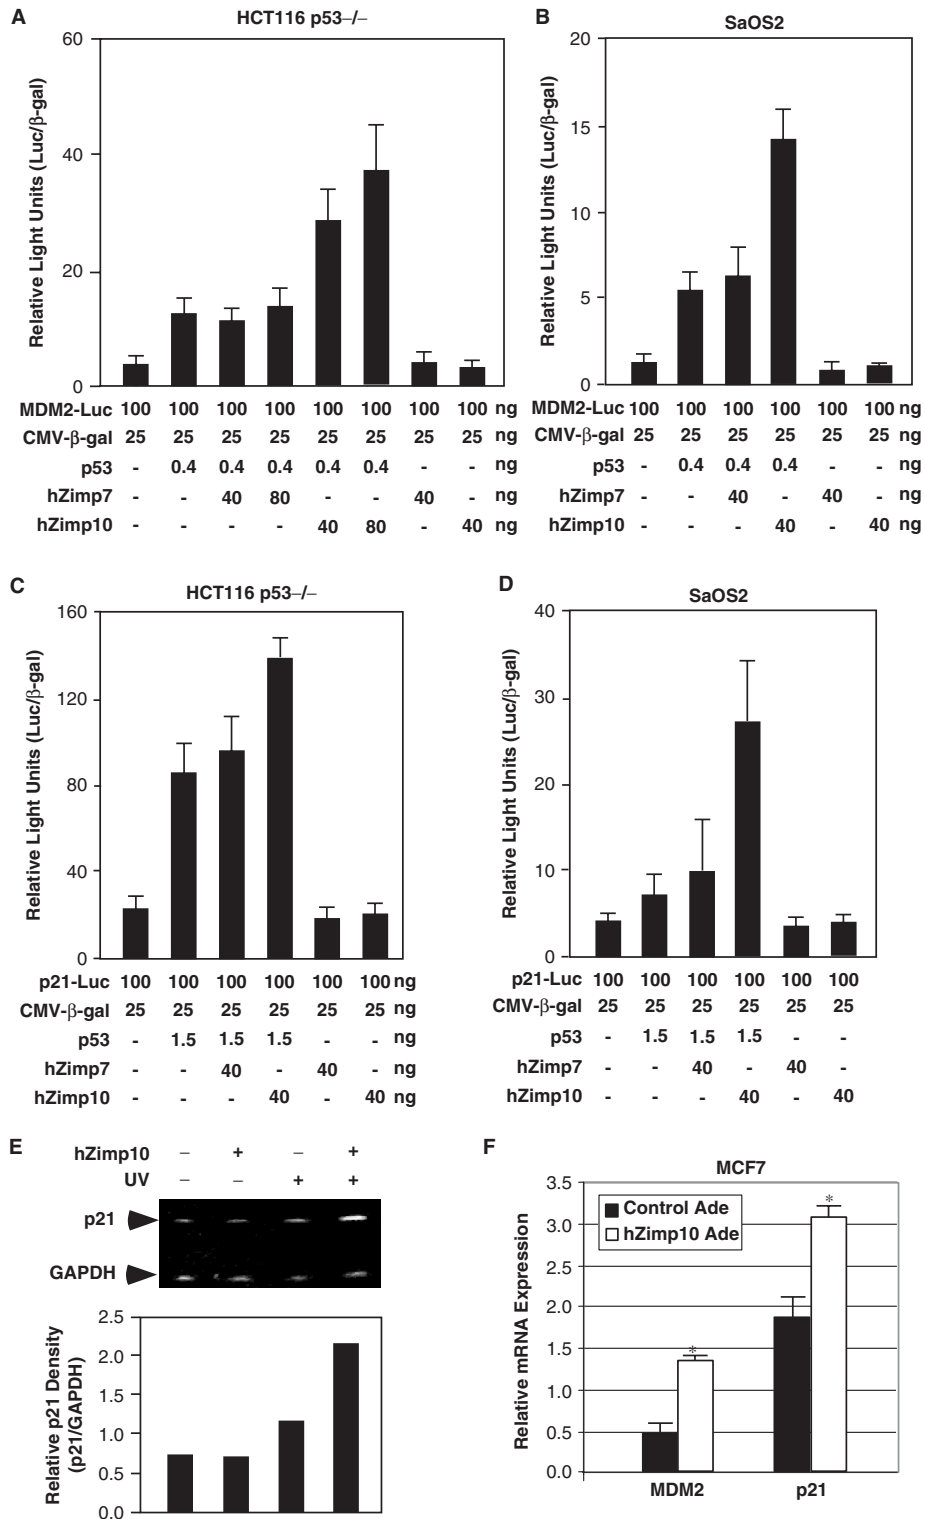 A
HCT116 p53–/–
Relative Light Units (Luc/β-gal)
60
40
20
0
MDM2-Luc 100 100 100 100 100 100 100 100 ng
CMV-β-gal 25 25 25 25 25 25 25 25 ng
p53 - 0.4 0.4 0.4 0.4 0.4 - - ng
hZimp7 - - 40 80 - - 40 - ng
hZimp10 - - - - 40 80 - 40 ng
B
SaOS2
Relative Light Units (Luc/β-gal)
20
15
10
5
0
MDM2-Luc 100 100 100 100 100 100 ng
CMV-β-gal 25 25 25 25 25 25 ng
p53 - 0.4 0.4 0.4 - - ng
hZimp7 - - 40 - 40 - ng
hZimp10 - - - 40 - 40 ng
C
HCT116 p53–/–
Relative Light Units (Luc/β-gal)
160
120
80
40
0
p21-Luc 100 100 100 100 100 100 ng
CMV-β-gal 25 25 25 25 25 25 ng
p53 - 1.5 1.5 1.5 - - ng
hZimp7 - - 40 - 40 - ng
hZimp10 - - - 40 - 40 ng
D
SaOS2
Relative Light Units (Luc/β-gal)
40
30
20
10
0
p21-Luc 100 100 100 100 100 100
CMV-β-gal 25 25 25 25 25 25
p53 - 1.5 1.5 1.5 - -
hZimp7 - - 40 - 40 -
hZimp10 - - - 40 - 40
E
hZimp10 – + – +
UV – – + +
p21
GAPDH
Relative p21 Density
(p21/GAPDH)
2.5
2.0
1.5
1.0
0.5
0.0
F
MCF7
Relative mRNA Expression
3.5
3.0
2.5
2.0
1.5
1.0
0.5
0.0
Control Ade
hZimp10 Ade
*
*
MDM2 p21